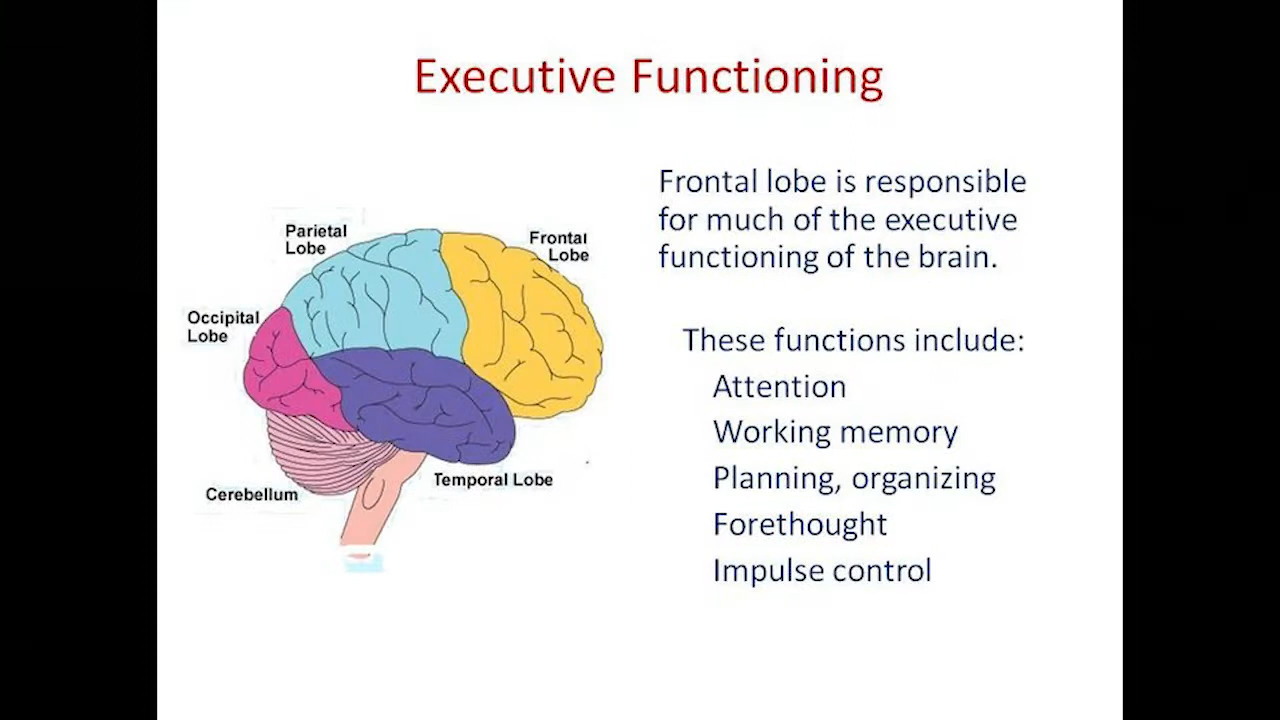 Executive Functioning
Parietal
Lobe
Frontal
Lobe
Occipital
Lobe
Cerebellum
Temporal Lobe
Frontal lobe is responsible
for much of the executive
functioning of the brain.
These functions include:
Attention
Working memory
Planning, organizing
Forethought
Impulse control